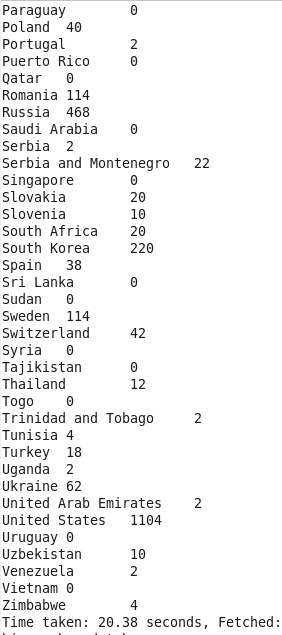 Paraguay 0
Poland 40
Portugal 2
Puerto Rico 0
Qatar 0
Romania 114
Russia 468
Saudi Arabia 0
Serbia 2
Serbia and Montenegro 22
Singapore 0
Slovakia 20
Slovenia 10
South Africa 20
South Korea 220
Spain 38
Sri Lanka 0
Sudan 0
Sweden 114
Switzerland 42
Syria 0
Tajikistan 0
Thailand 12
Togo 0
Trinidad and Tobago 2
Tunisia 4
Turkey 18
Uganda 2
Ukraine 62
United Arab Emirates 2
United States 1104
Uruguay 0
Uzbekistan 10
Venezuela 2
Vietnam 0
Zimbabwe 4
Time taken: 20.38 seconds, Fetched: